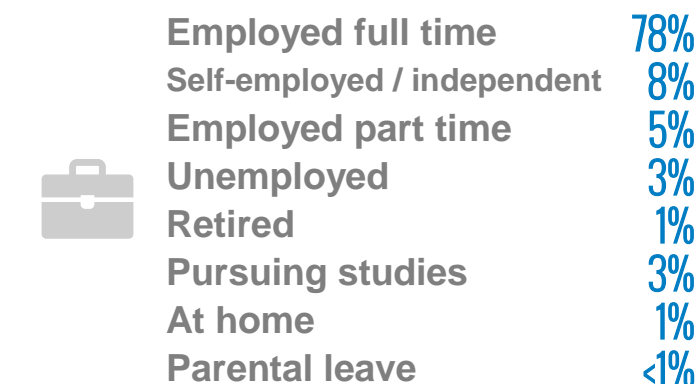 Employed full time 78%
Self-employed / independent 8%
Employed part time 5%
Unemployed 3%
Retired 1%
Pursuing studies 3%
At home 1%
Parental leave <1%